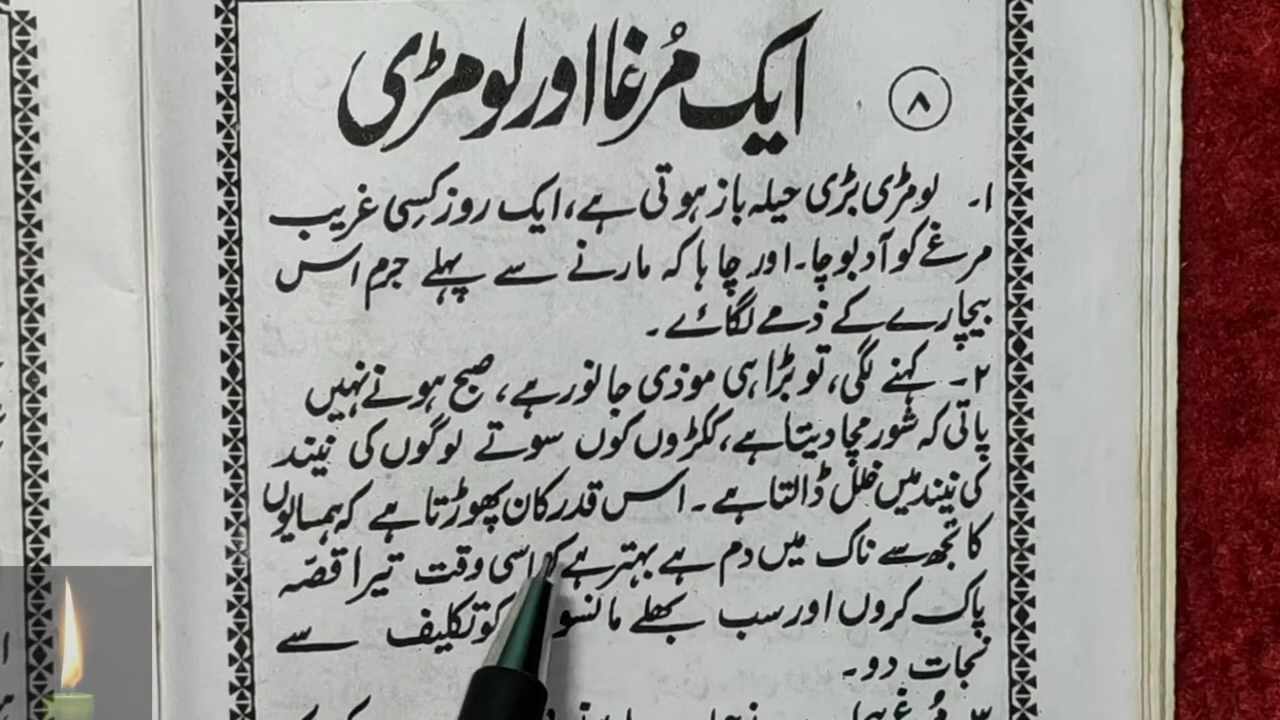 ۸
ایک مُرغا اور لومڑی
۱۔ لومڑی بڑی حیلہ باز ہوتی ہے، ایک روز کِسی غریب
مرغے کو آ دبوچا۔ اور چاہا کہ مارنے سے پہلے جرم اس
بیچارے کے ذمے لگائے۔
۲۔ کہنے لگی، تو بڑا ہی موذی جانور ہے، صبح ہونے نہیں
پاتی کہ شور مچا دیتا ہے، ککڑوں کوں سوتے لوگوں کی نیند
کی نیند میں خلل ڈالتا ہے۔ اس قدر کان پھوڑتا ہے کہ ہمسایوں
کا تجھ سے ناک میں دم ہے بہتر ہے کہ اسی وقت تیرا قصّہ
پاک کروں اور سب بھلے مانسو کو تکلیف سے
نجات دو۔